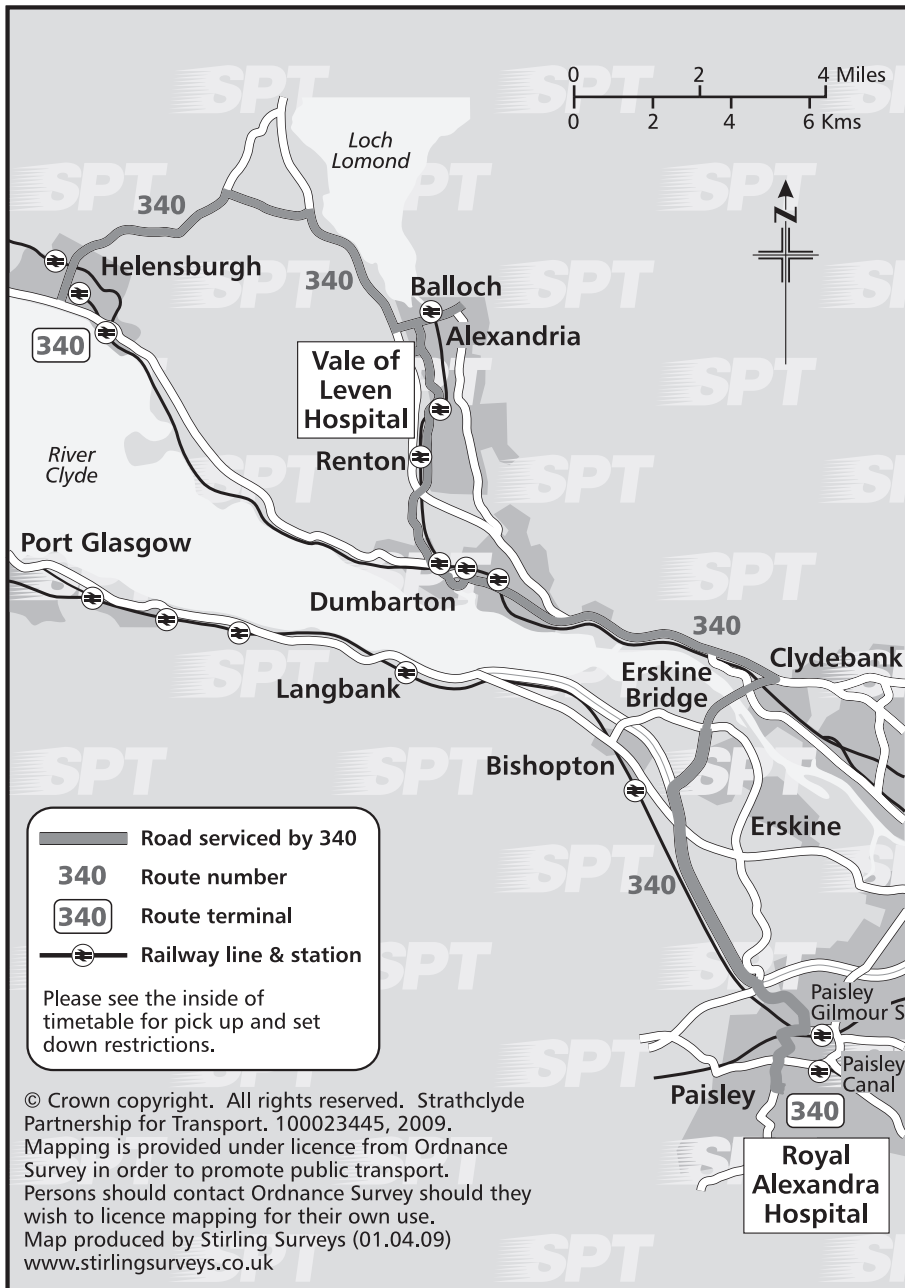 0 2 4 Miles
0 2 4 6 Kms
Loch
Lomond
N
340
Helensburgh
340
Balloch
Alexandria
340
Vale of
Leven
Hospital
River
Clyde
Renton
Port Glasgow
Dumbarton
340
Clydebank
Erskine
Bridge
Langbank
Bishopton
Erskine
340
Road serviced by 340
340 Route number
340 Route terminal
Railway line & station
Please see the inside of
timetable for pick up and set
down restrictions.
Paisley
Gilmour S
Paisley
Canal
Paisley
340
Royal
Alexandra
Hospital
© Crown copyright. All rights reserved. Strathclyde
Partnership for Transport. 100023445, 2009.
Mapping is provided under licence from Ordnance
Survey in order to promote public transport.
Persons should contact Ordnance Survey should they
wish to licence mapping for their own use.
Map produced by Stirling Surveys (01.04.09)
www.stirlingsurveys.co.uk
SPT